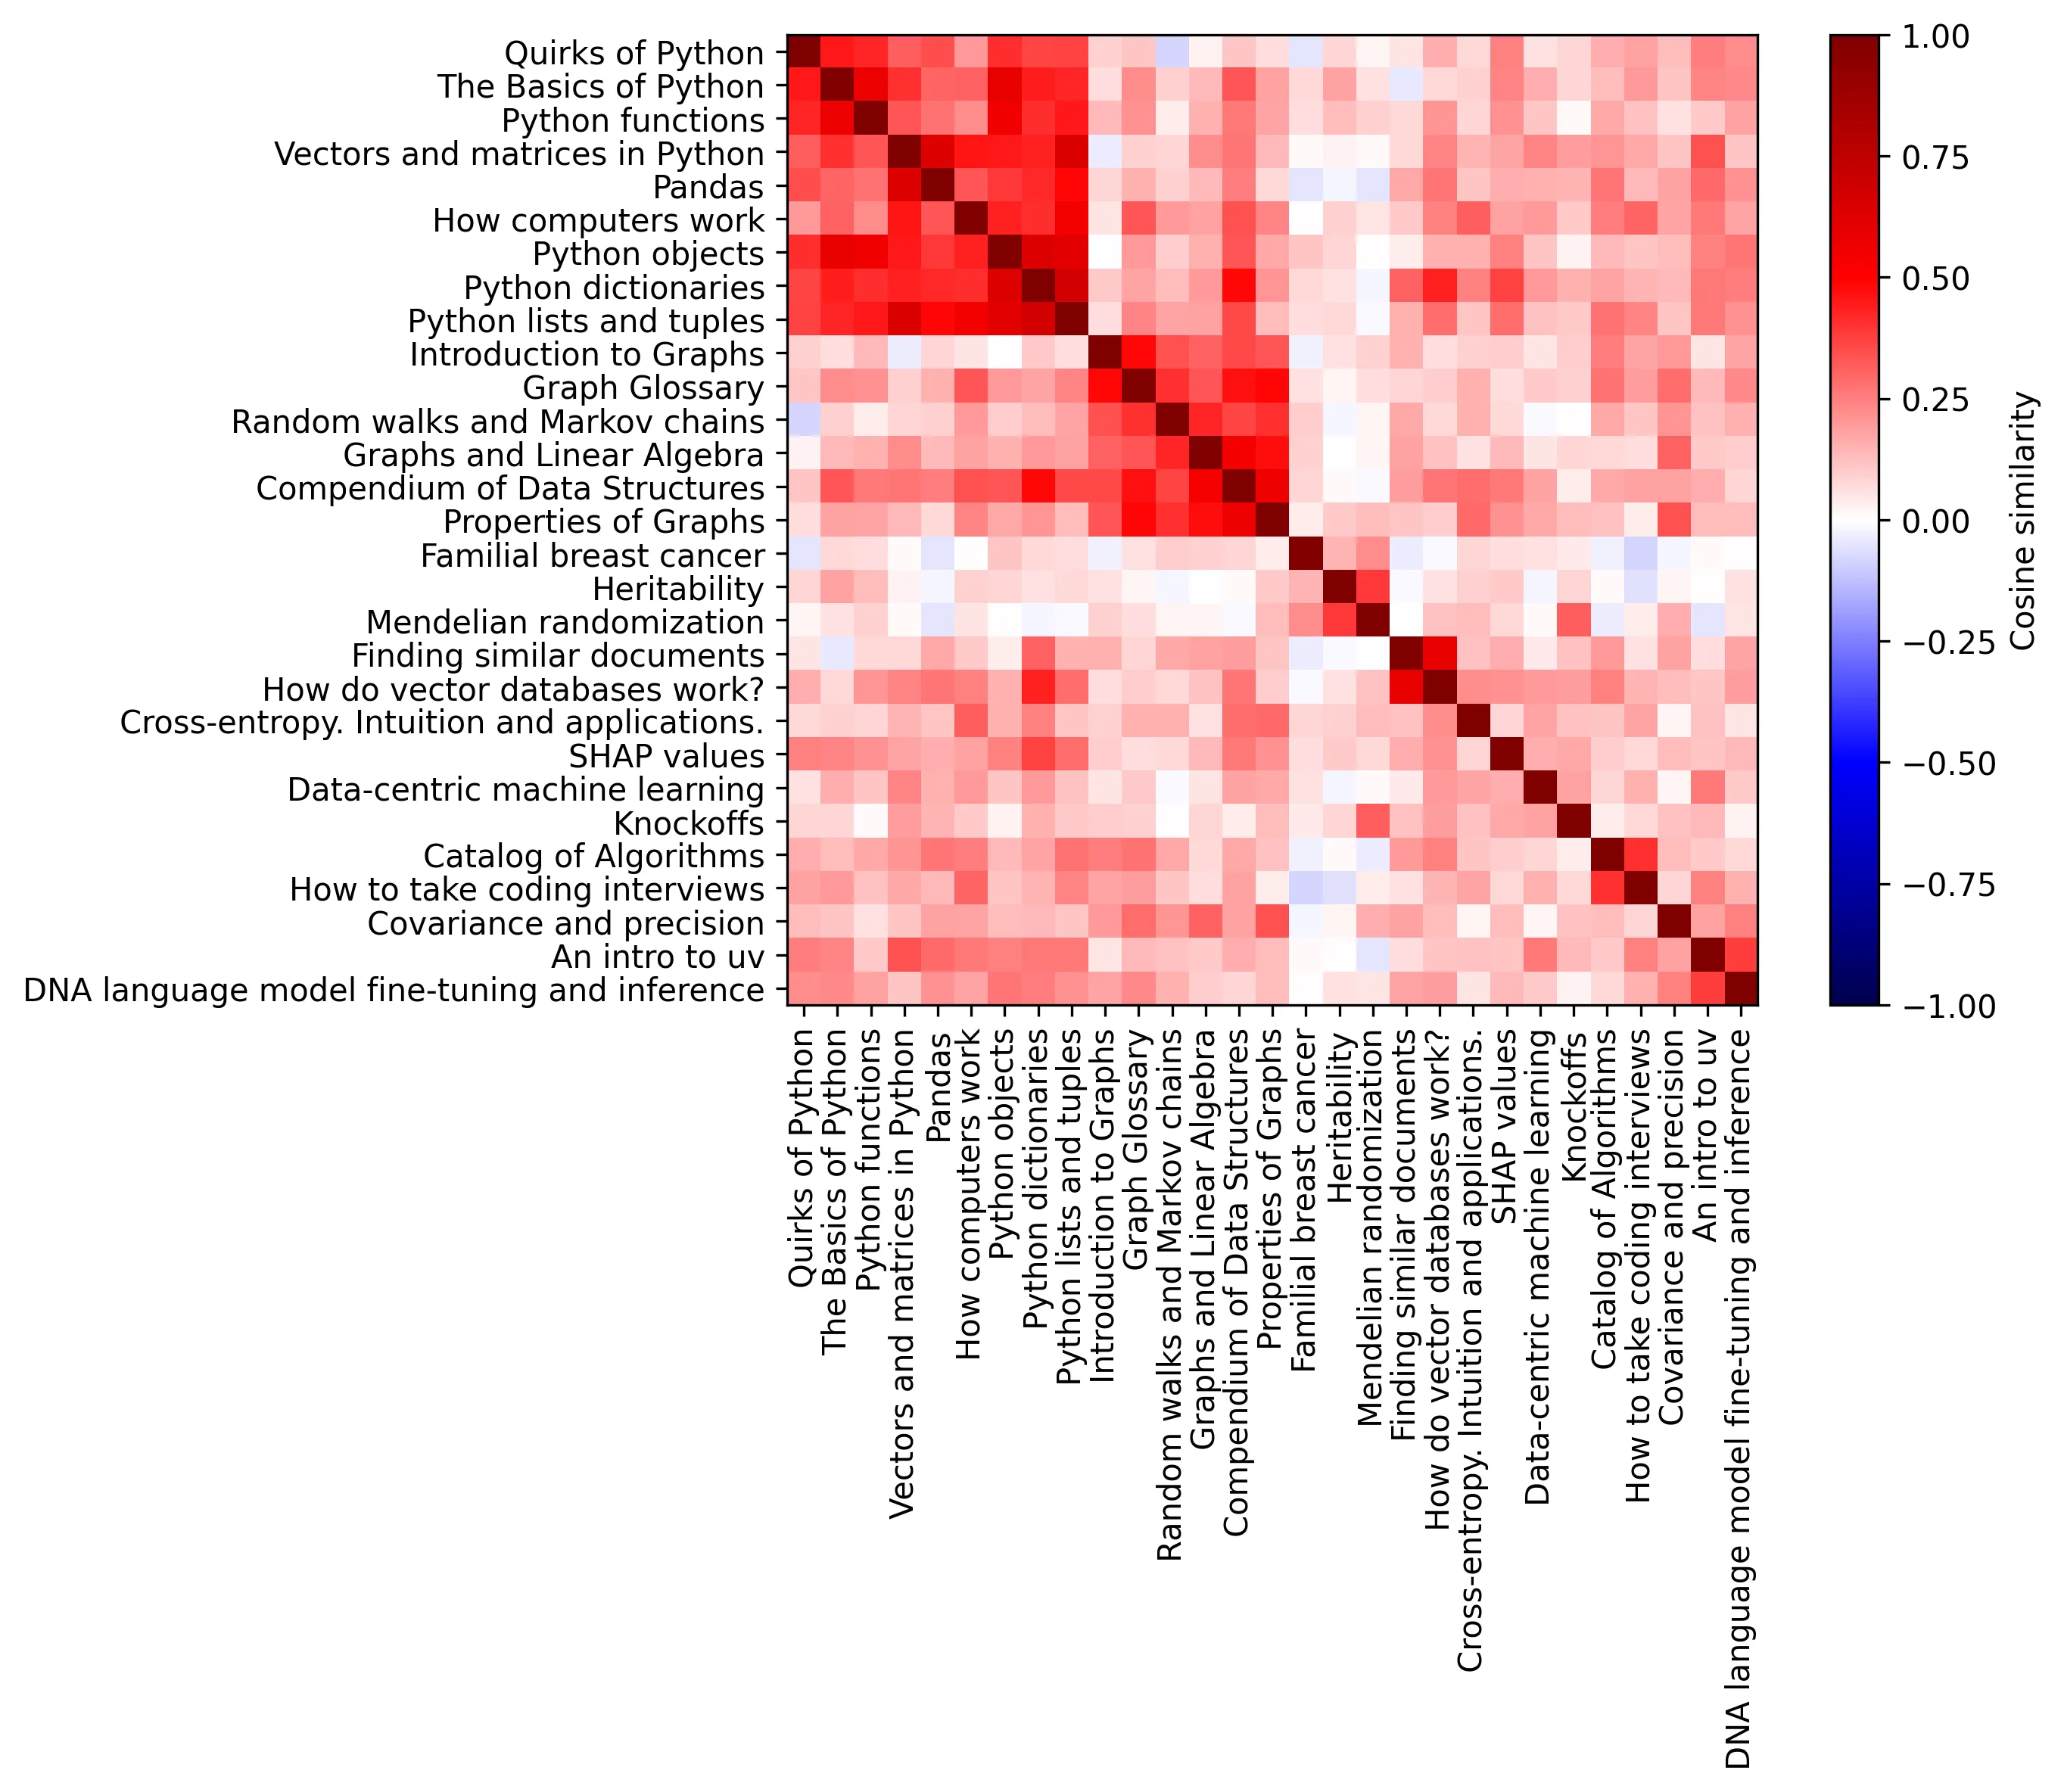 Quirks of Python
The Basics of Python
Python functions
Vectors and matrices in Python
Pandas
How computers work
Python objects
Python dictionaries
Python lists and tuples
Introduction to Graphs
Graph Glossary
Random walks and Markov chains
Graphs and Linear Algebra
Compendium of Data Structures
Properties of Graphs
Familial breast cancer
Heritability
Mendelian randomization
Finding similar documents
How do vector databases work?
Cross-entropy. Intuition and applications.
SHAP values
Data-centric machine learning
Knockoffs
Catalog of Algorithms
How to take coding interviews
Covariance and precision
An intro to uv
DNA language model fine-tuning and inference
Quirks of Python
The Basics of Python
Python functions
Vectors and matrices in Python
Pandas
How computers work
Python objects
Python dictionaries
Python lists and tuples
Introduction to Graphs
Graph Glossary
Random walks and Markov chains
Graphs and Linear Algebra
Compendium of Data Structures
Properties of Graphs
Familial breast cancer
Heritability
Mendelian randomization
Finding similar documents
How do vector databases work?
Cross-entropy. Intuition and applications.
SHAP values
Data-centric machine learning
Knockoffs
Catalog of Algorithms
How to take coding interviews
Covariance and precision
An intro to uv
DNA language model fine-tuning and inference
1.00
0.75
0.50
0.25
0.00
−0.25
−0.50
−0.75
−1.00
Cosine similarity